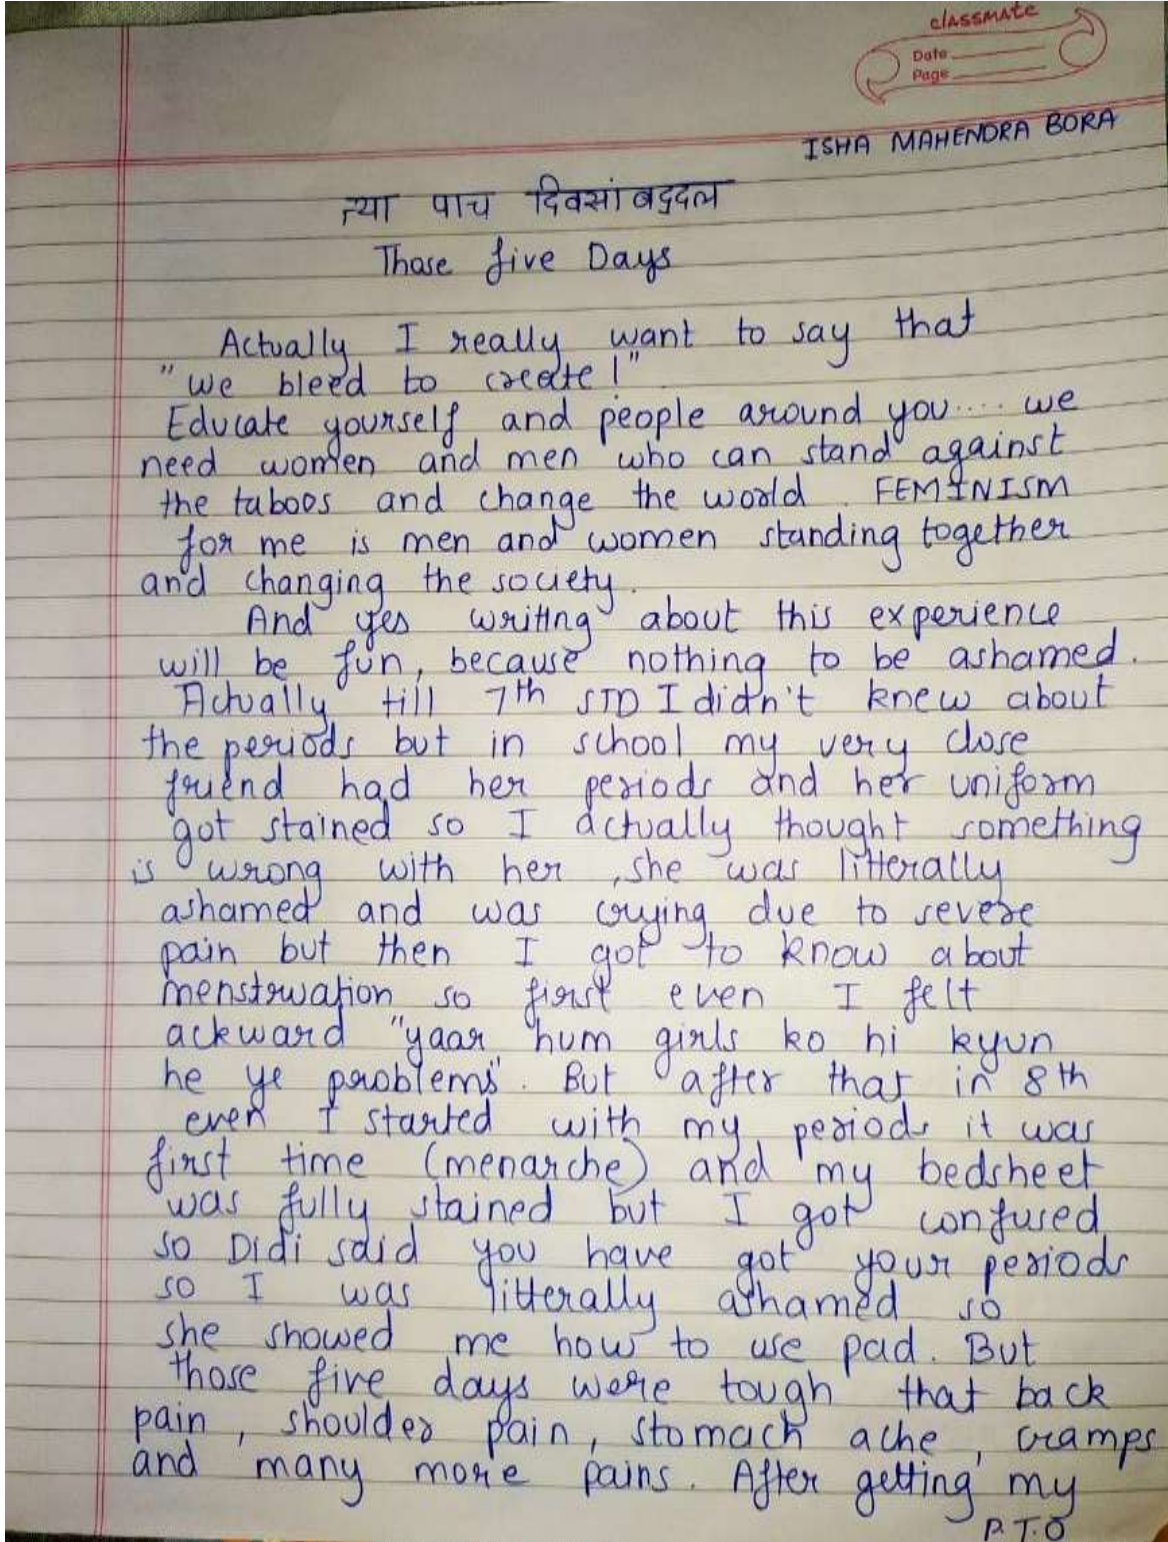 classmate
Date
Page
ISHA MAHENDRA BORA
त्या पाच दिवसांबद्दल
Those five Days
Actually I really want to say that
"we bleed to create!"
Educate yourself and people around you.... we
need women and men who can stand against
the taboos and change the world. FEMINISM
for me is men and women standing together
and changing the society.
And yes writing about this experience
will be fun, because nothing to be ashamed.
Actually till 7th STD I didn't knew about
the periods but in school my very close
friend had her periods and her uniform
got stained so I actually thought something
is wrong with her, she was litterally
ashamed and was crying due to severe
pain but then I got to know about
menstruation so first even I felt
ackward "yaar hum girls ko hi kyun
he ye problems". But after that in 8th
even I started with my periods it was
first time (menarche) and my bedsheet
was fully stained but I got confused
so Didi said you have got your periods
so I was litterally ashamed so
she showed me how to use pad. But
those five days were tough that back
pain, shoulder pain, stomach ache, cramps
and many more pains. After getting my
P.T.O